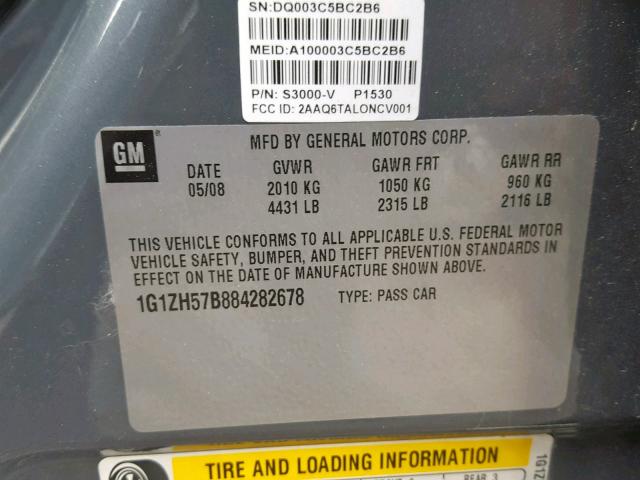 SN:DQ003C5BC2B6
MEID:A100003C5BC2B6
P/N: S3000-V P1530
FCC ID: 2AAQ6TALONCV001
GM
MFD BY GENERAL MOTORS CORP.
DATE GVWR GAWR FRT GAWR RR
05/08 2010 KG 1050 KG 960 KG
4431 LB 2315 LB 2116 LB
THIS VEHICLE CONFORMS TO ALL APPLICABLE U.S. FEDERAL MOTOR
VEHICLE SAFETY, BUMPER, AND THEFT PREVENTION STANDARDS IN
EFFECT ON THE DATE OF MANUFACTURE SHOWN ABOVE.
1G1ZH57B884282678 TYPE: PASS CAR
TIRE AND LOADING INFORMATION
REAR 3
1G1Z